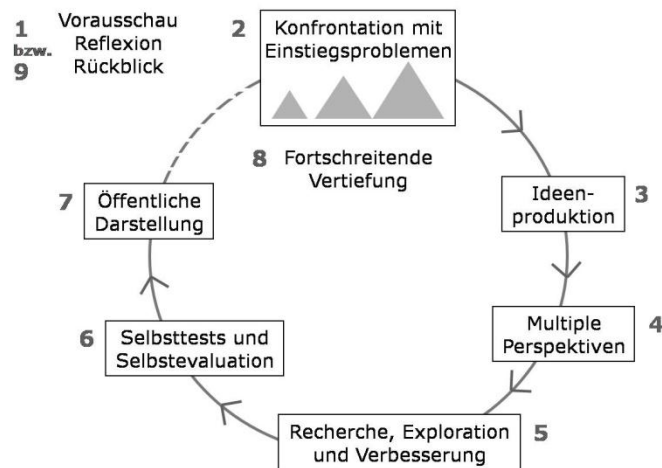 1 Vorausschau
bzw. Reflexion
9 Rückblick
2 Konfrontation mit
Einstiegsproblemen
8 Fortschreitende
Vertiefung
Ideen-
produktion 3
Multiple
Perspektiven 4
Recherche, Exploration
und Verbesserung 5
6 Selbsttests und
Selbstevaluation
7 Öffentliche
Darstellung